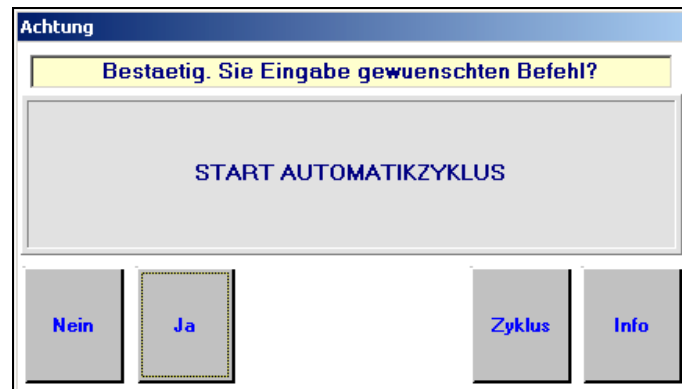 Achtung
Bestaetig. Sie Eingabe gewuenschten Befehl?
START AUTOMATIKZYKLUS
Nein
Ja
Zyklus
Info